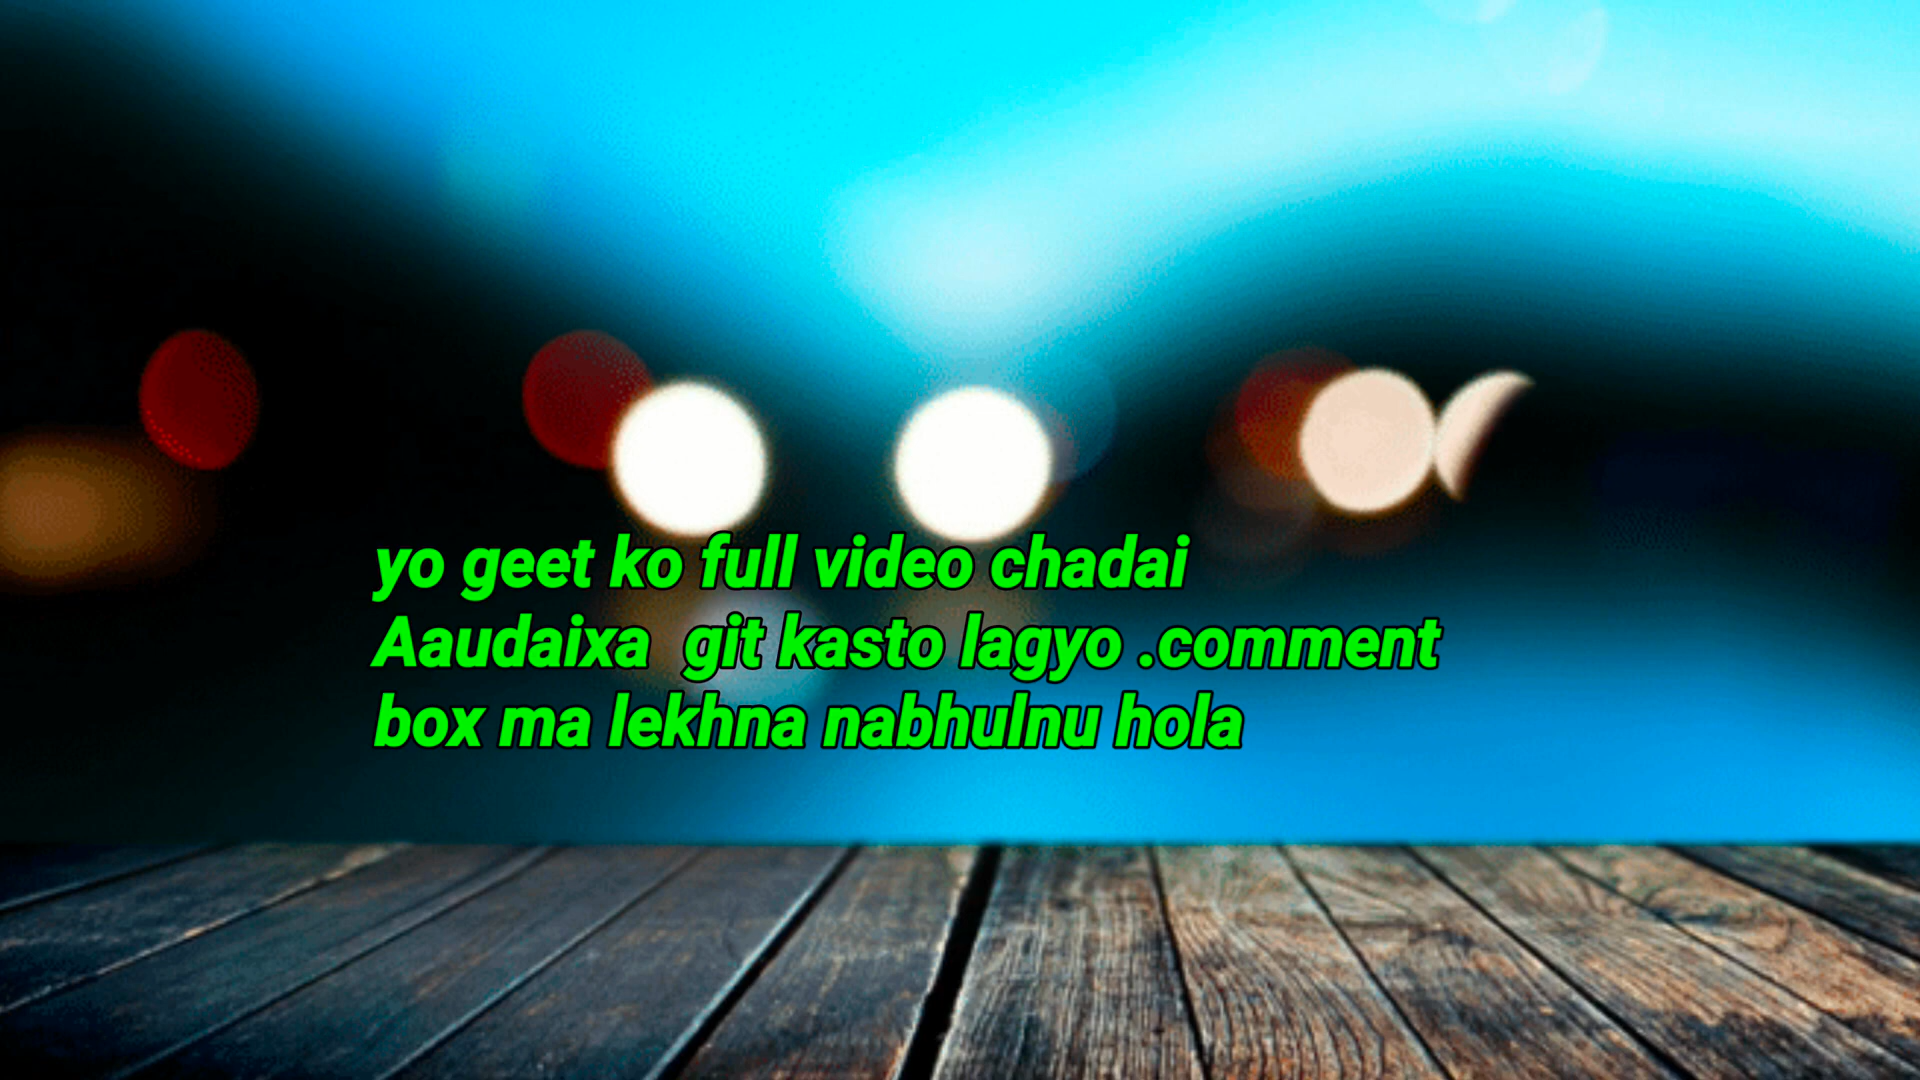 yo geet ko full video chadai
Aaudaixa  git kasto lagyo .comment
box ma lekhna nabhulnu hola